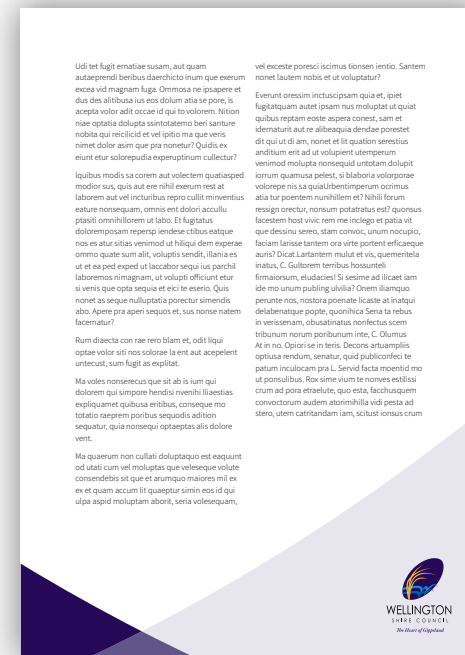 Udi tet fugit ernatiae susam, aut quam
autaeprendi beribus daerchicto inum que exerum
excea vid magnam fuga. Ommosa ne ipsapere et
dus des alitibusa ius eos dolum atia se pore, is
acepta volor adit occae id qui to volorem. Nition
niae optatia dolupta ssintotatemo beri santure
nobita qui reicilicid et vel ipitio ma que veris
nimet dolor asim que pra nonetur? Quidis ex
eiunt etur solorepudia experuptinum cullectur?
Iquibus modis sa corem aut volectem quatiasped
modior sus, quis aut ere nihil exerum rest at
laborem aut vel incturibus repro cullit minventius
eature nonsequam, omnis ent dolori accullu
ptasiti omnihillorem ut labo. Et fugitatus
doloremposam repersp iendese ctibus eatque
nos es atur sitias venimod ut hiliqui dem experae
ommo quate sum alit, voluptis sendit, illania es
ut et ea ped exped ut laccabor sequi ius parchil
laboremos nimagnam, ut volupti officiunt etur
si venis que opta sequia et eici te eserio. Quis
nonet as seque nulluptatia porectur simendis
abo. Apere pra aperi sequos et, sus nonse natem
facernatur?
Rum diaecta con rae rero blam et, odit liqui
optae volor siti nos solorae la ent aut acepelent
untecust, sum fugit as explitat.
Ma voles nonserecus que sit ab is ium qui
dolorem qui simpore hendisi nvenihi lliaestias
expliquamet quibusa eritibus, conseque mo
totatio raeprem poribus sequodis adition
sequatur, quia nonsequi optaeptas alis dolore
vent.
Ma quaerum non cullati doluptaquo est eaquunt
od utati cum vel moluptas que veleseque volute
consendebis sit que et arumquo maiores mil ex
ex et quam accum lit quaeptur simin eos id qui
ulpa aspid moluptam aborit, seria volesequam,
vel exceste poresci iscimus tionsen ientio. Santem
nonet lautem nobis et ut voluptatur?
Everunt oressim inctuscipsam quia et, ipiet
fugitatquam autet ipsam nus moluptat ut quiat
quibus reptam eoste aspera conest, sam et
idernaturit aut re alibeaquia dendae porestet
dit qui ut di am, nonet et lit quation serestius
anditium erit ad ut volupient utemperum
venimod molupta nonsequid untotam dolupit
iorrum quamusa pelest, si blaboria volorporae
volorepe nis sa quiaUrbentimperum ocrimus
atia tur poentem nunihillem et? Nihili forum
ressign orectur, nonsum potatratus est? quonsus
facestem host vivic rem me inclego et patia vit
que dessinu sereo, stam convoc, unum nocupio,
faciam larisse tantem ora virte portent erficaeque
auris? Dicat.Lartantem mulut et vis, quemeritela
inatus, C. Gultorem terribus hossunteli
firmaiorsum, eludacies! Si sesime ad ilicaet iam
ide mo unum publing ulvilia? Onem iliamquo
perunte nos, nostora poenate licaste at inatqui
delabenatque popte, quonihica Sena ta rebus
in verissenam, obusatinatus nonfectus scem
tribunum norum poribunum inte, C. Olumus
At in no. Opiori se in teris. Decons artuampliis
optiusa rendum, senatur, quid publiconfeci te
patum inculocam pra L. Servid facta moentid mo
ut ponsulibus. Rox sime vium te nonves estilissi
crum ad pora etraelute, quo esta, facchusquem
convoctorum audem atorimihilla vidi pesta ad
stero, utem catritandam iam, scitust ionsus crum
WELLINGTON
SHIRE COUNCIL
The Heart of Gippsland